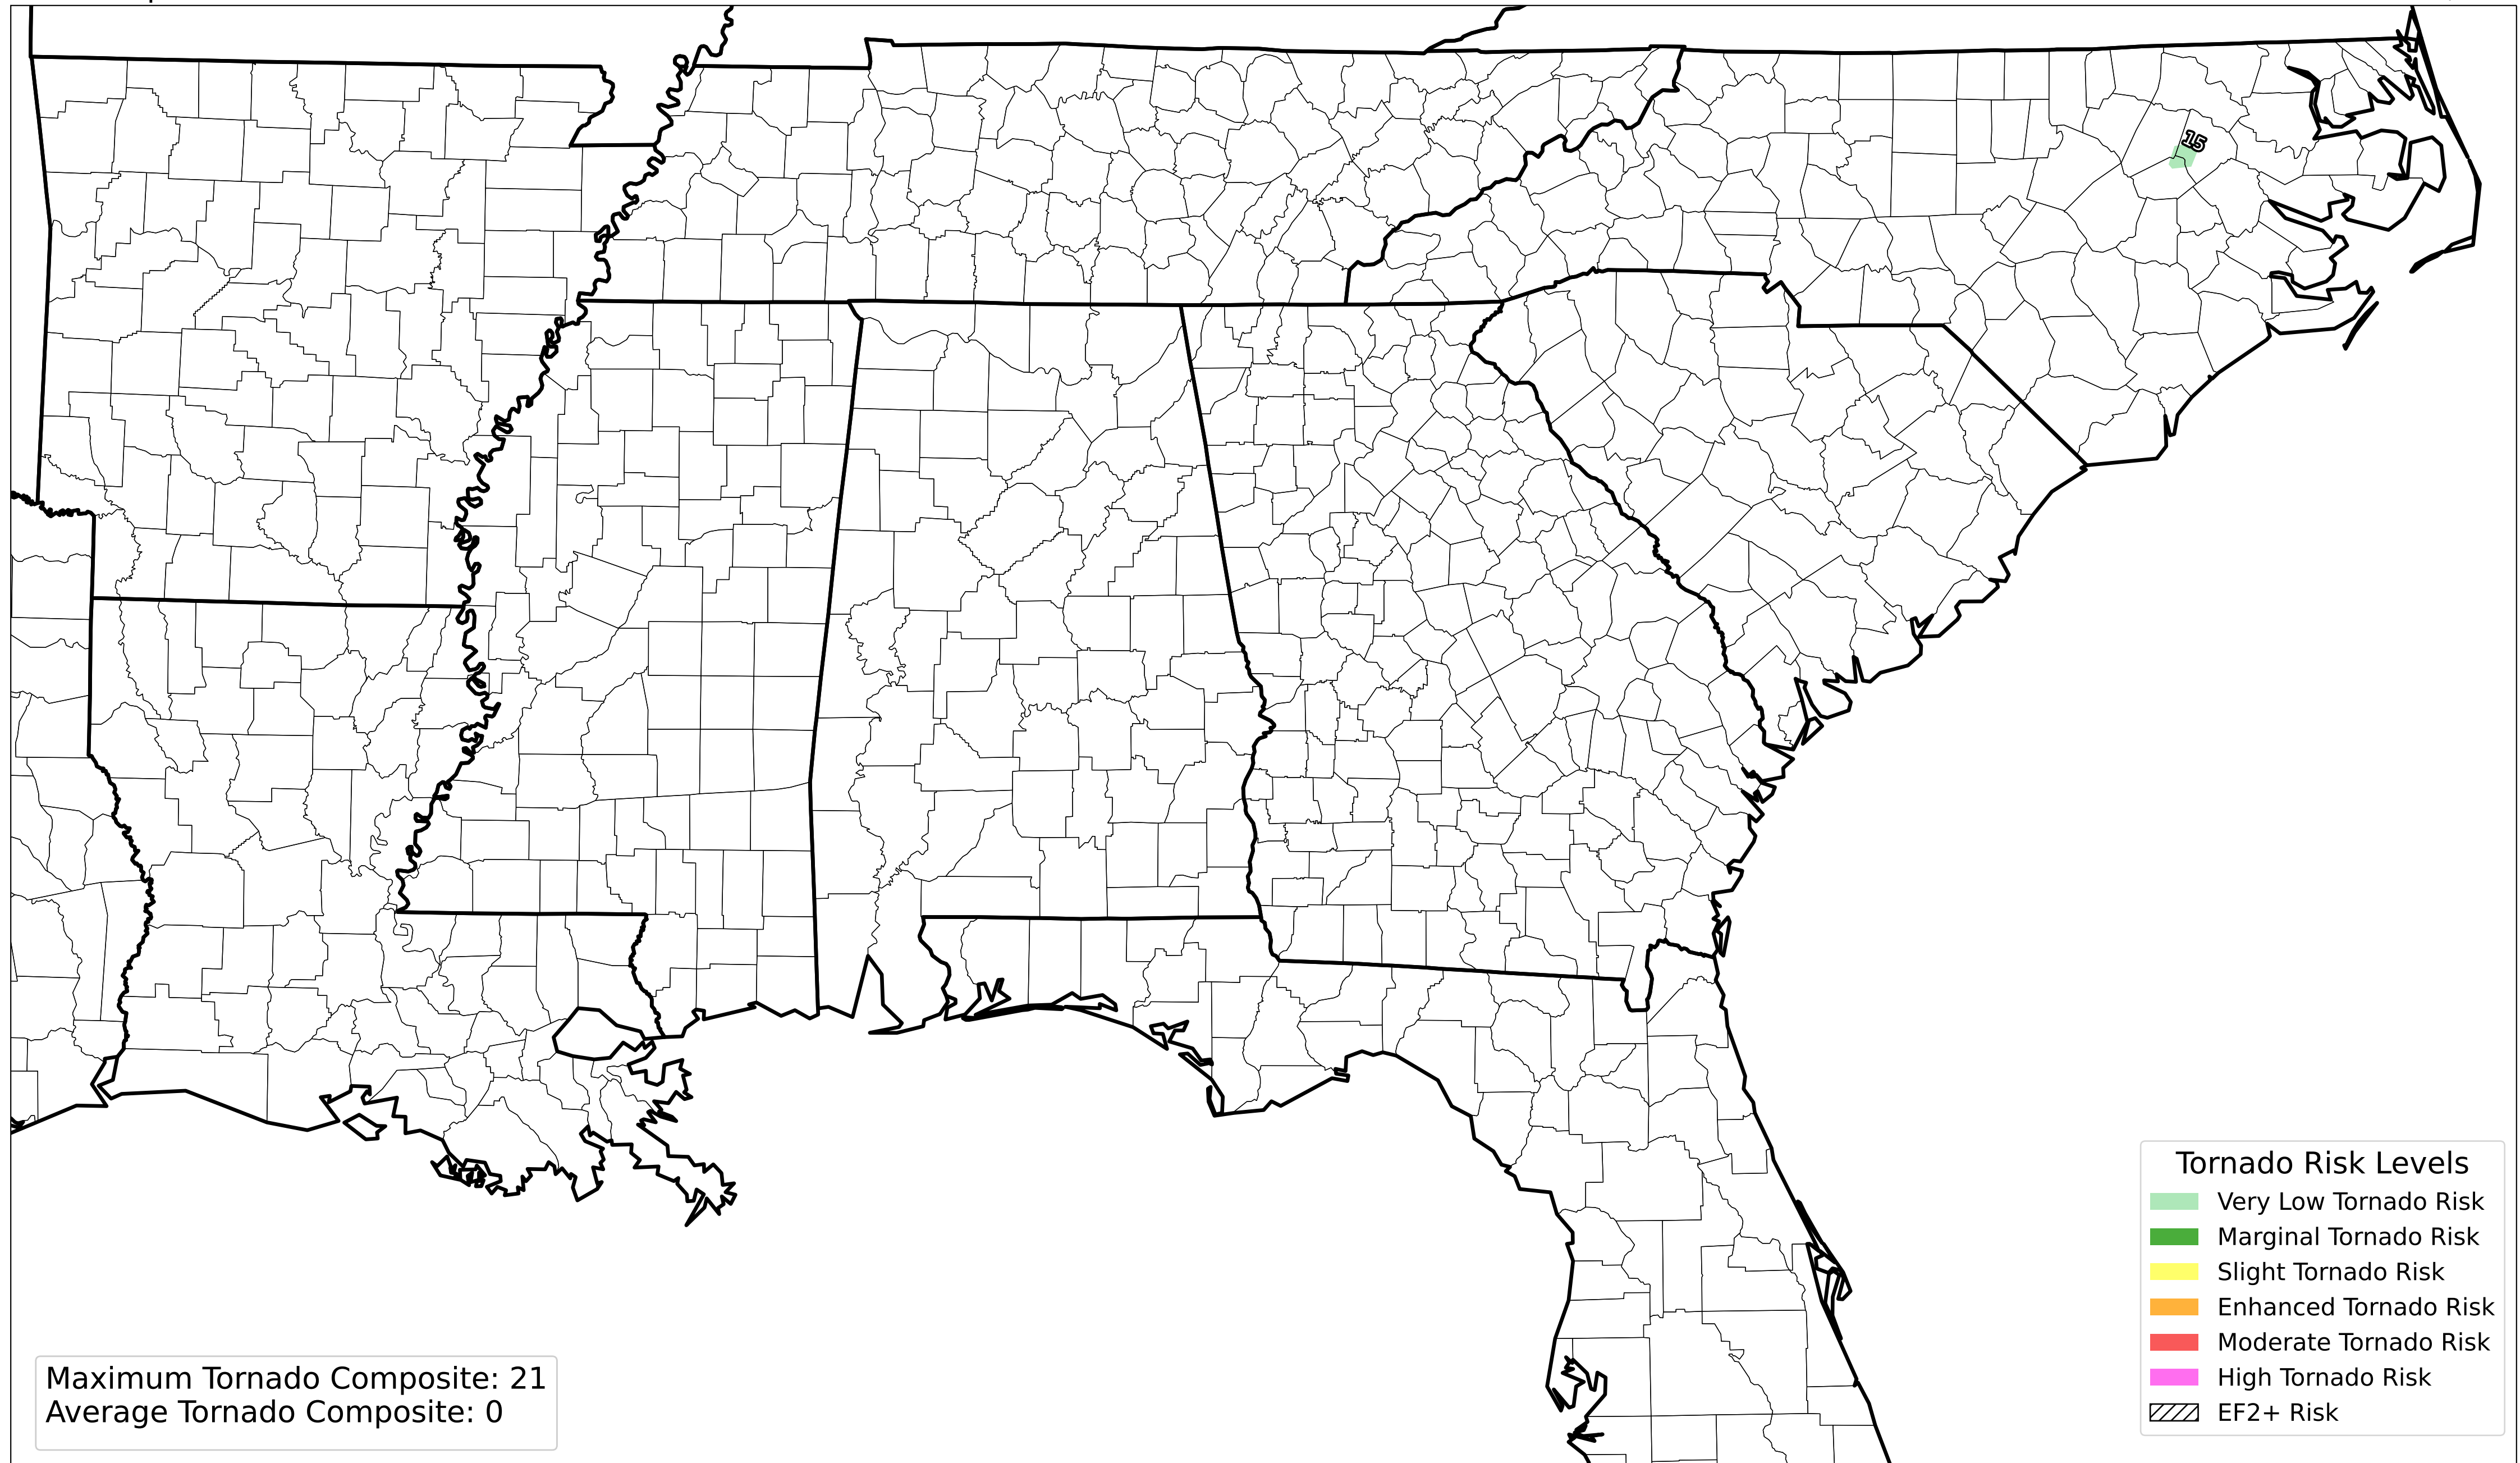 15
Tornado Risk Levels
Very Low Tornado Risk
Marginal Tornado Risk
Slight Tornado Risk
Enhanced Tornado Risk
Moderate Tornado Risk
High Tornado Risk
EF2+ Risk
Maximum Tornado Composite: 21
Average Tornado Composite: 0